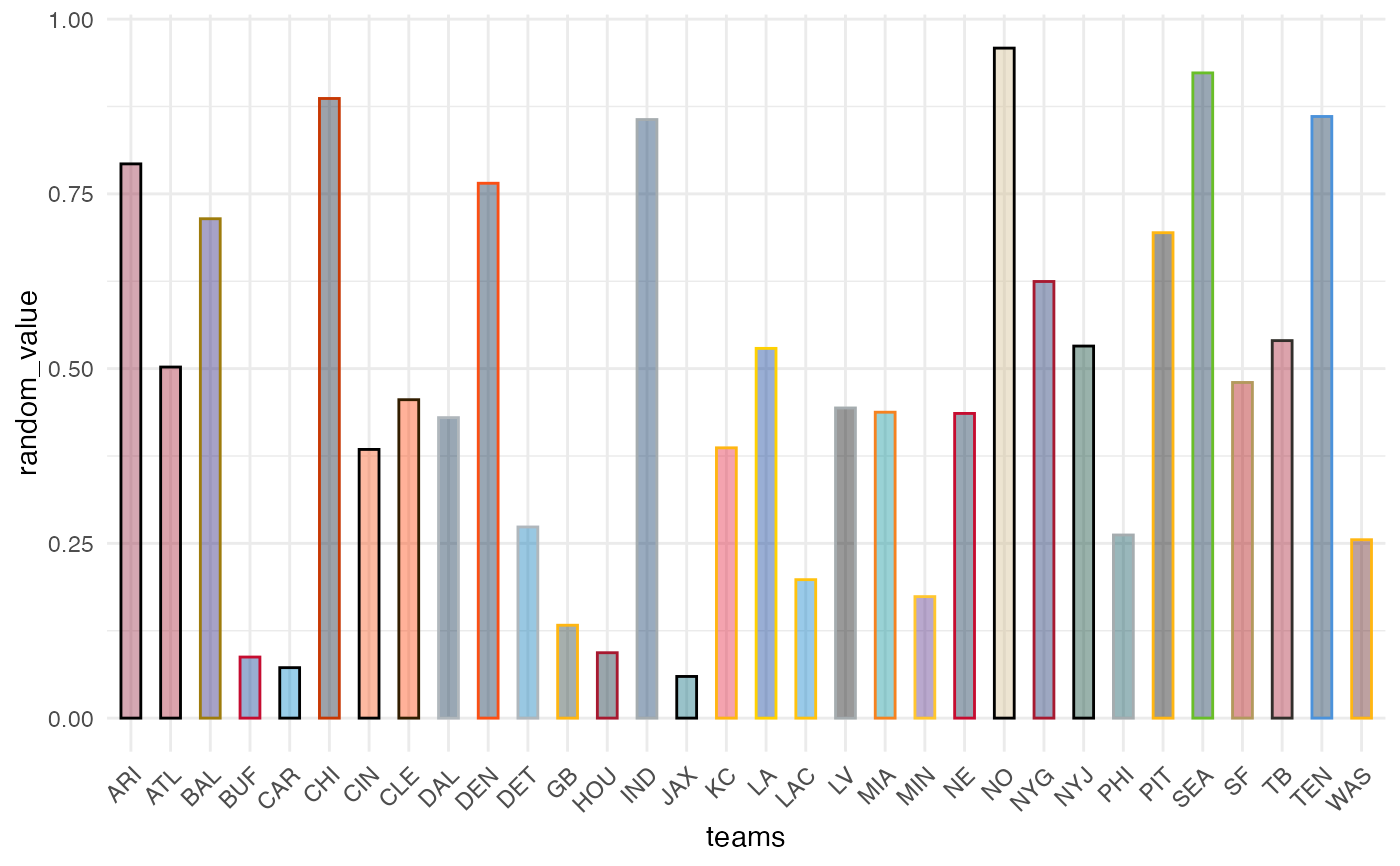 1.00
0.75
0.50
0.25
0.00
random_value
ARI
ATL
BAL
BUF
CAR
CHI
CIN
CLE
DAL
DEN
DET
GB
HOU
IND
JAX
KC
LA
LAC
LV
MIA
MIN
NE
NO
NYG
NYJ
PHI
PIT
SEA
SF
TB
TEN
WAS
teams